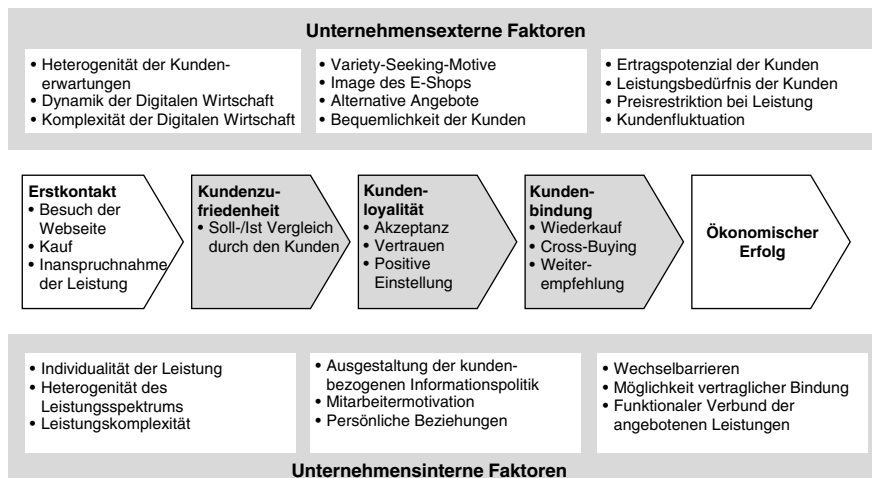 Unternehmensexterne Faktoren
• Heterogenität der Kunden-
erwartungen
• Dynamik der Digitalen Wirtschaft
• Komplexität der Digitalen Wirtschaft
• Variety-Seeking-Motive
• Image des E-Shops
• Alternative Angebote
• Bequemlichkeit der Kunden
• Ertragspotenzial der Kunden
• Leistungsbedürfnis der Kunden
• Preisrestriktion bei Leistung
• Kundenfluktuation
Erstkontakt
• Besuch der
Webseite
• Kauf
• Inanspruchnahme
der Leistung
Kundenzu-
friedenheit
• Soll-/Ist Vergleich
durch den Kunden
Kunden-
loyalität
• Akzeptanz
• Vertrauen
• Positive
Einstellung
Kunden-
bindung
• Wiederkauf
• Cross-Buying
• Weiter-
empfehlung
Ökonomischer
Erfolg
• Individualität der Leistung
• Heterogenität des
Leistungsspektrums
• Leistungskomplexität
• Ausgestaltung der kunden-
bezogenen Informationspolitik
• Mitarbeitermotivation
• Persönliche Beziehungen
• Wechselbarrieren
• Möglichkeit vertraglicher Bindung
• Funktionaler Verbund der
angebotenen Leistungen
Unternehmensinterne Faktoren